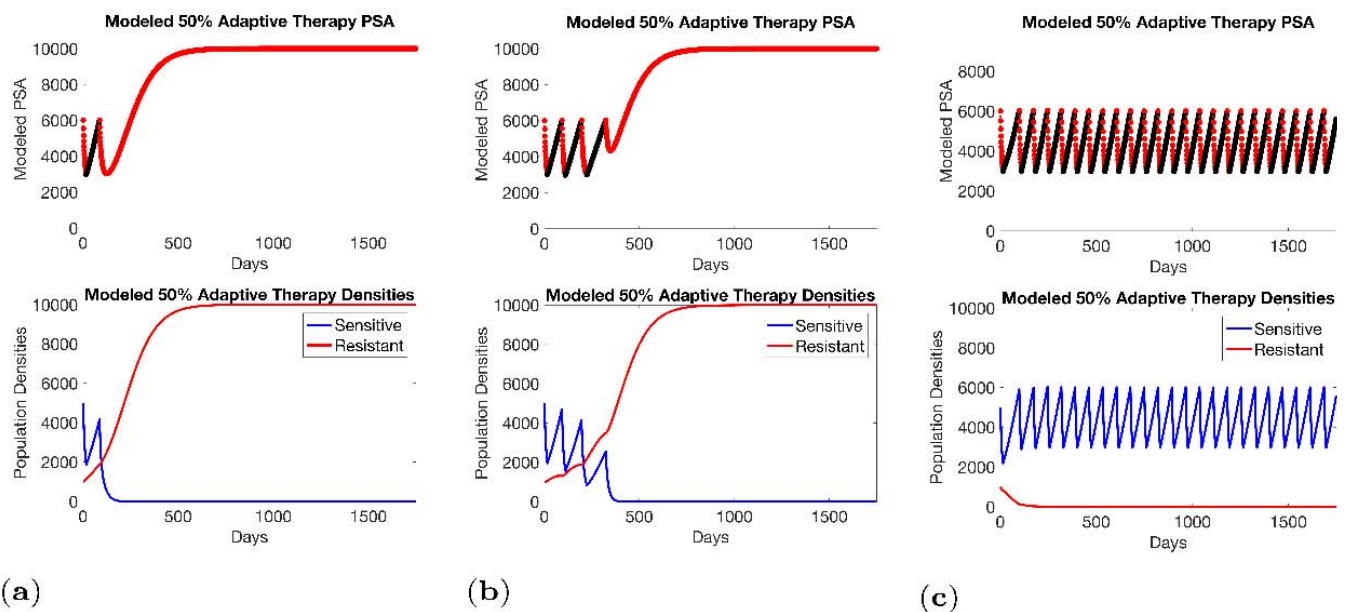 Modeled 50% Adaptive Therapy PSA
10000
8000
6000
4000
2000
0
Modeled PSA
0 500 1000 1500
Days
Modeled 50% Adaptive Therapy Densities
10000
8000
6000
4000
2000
0
Population Densities
Sensitive
Resistant
0 500 1000 1500
Days
(a)
Modeled 50% Adaptive Therapy PSA
10000
8000
6000
4000
2000
0
Modeled PSA
0 500 1000 1500
Days
Modeled 50% Adaptive Therapy Densities
10000
8000
6000
4000
2000
0
Population Densities
Sensitive
Resistant
0 500 1000 1500
Days
(b)
Modeled 50% Adaptive Therapy PSA
8000
6000
4000
2000
0
Modeled PSA
0 500 1000 1500
Days
Modeled 50% Adaptive Therapy Densities
10000
8000
6000
4000
2000
0
Population Densities
Sensitive
Resistant
500 1000 1500
Days
(c)